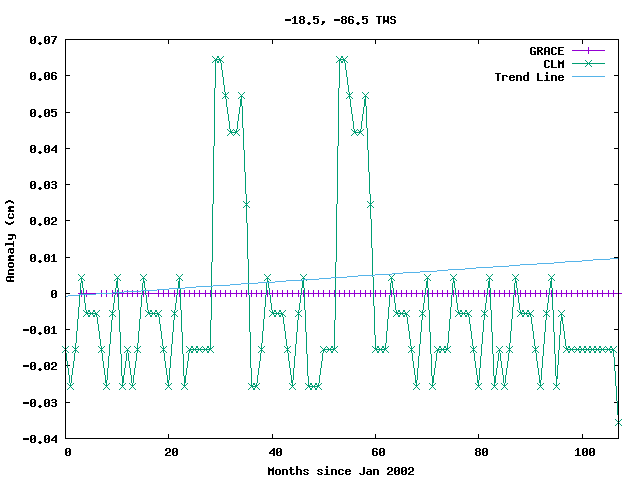 -18.5, -86.5 TWS
GRACE
CLM
Trend Line
0.07
0.06
0.05
0.04
0.03
0.02
0.01
0
-0.01
-0.02
-0.03
-0.04
Anomaly (cm)
0 20 40 60 80 100
Months since Jan 2002